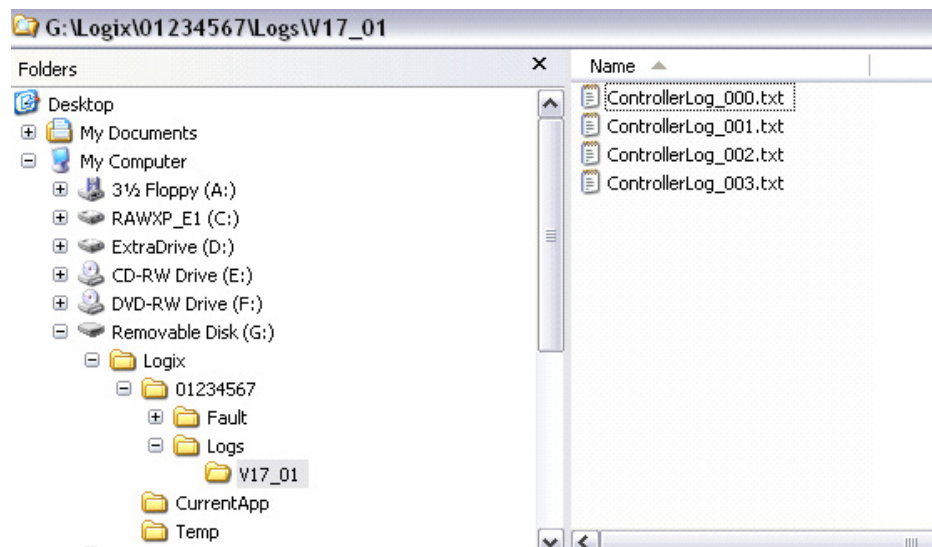 G:\Logix\01234567\Logs\V17_01
Folders
Desktop
My Documents
My Computer
3½ Floppy (A:)
RAWXP_E1 (C:)
ExtraDrive (D:)
CD-RW Drive (E:)
DVD-RW Drive (F:)
Removable Disk (G:)
Logix
01234567
Fault
Logs
V17_01
CurrentApp
Temp
Name
ControllerLog_000.txt
ControllerLog_001.txt
ControllerLog_002.txt
ControllerLog_003.txt